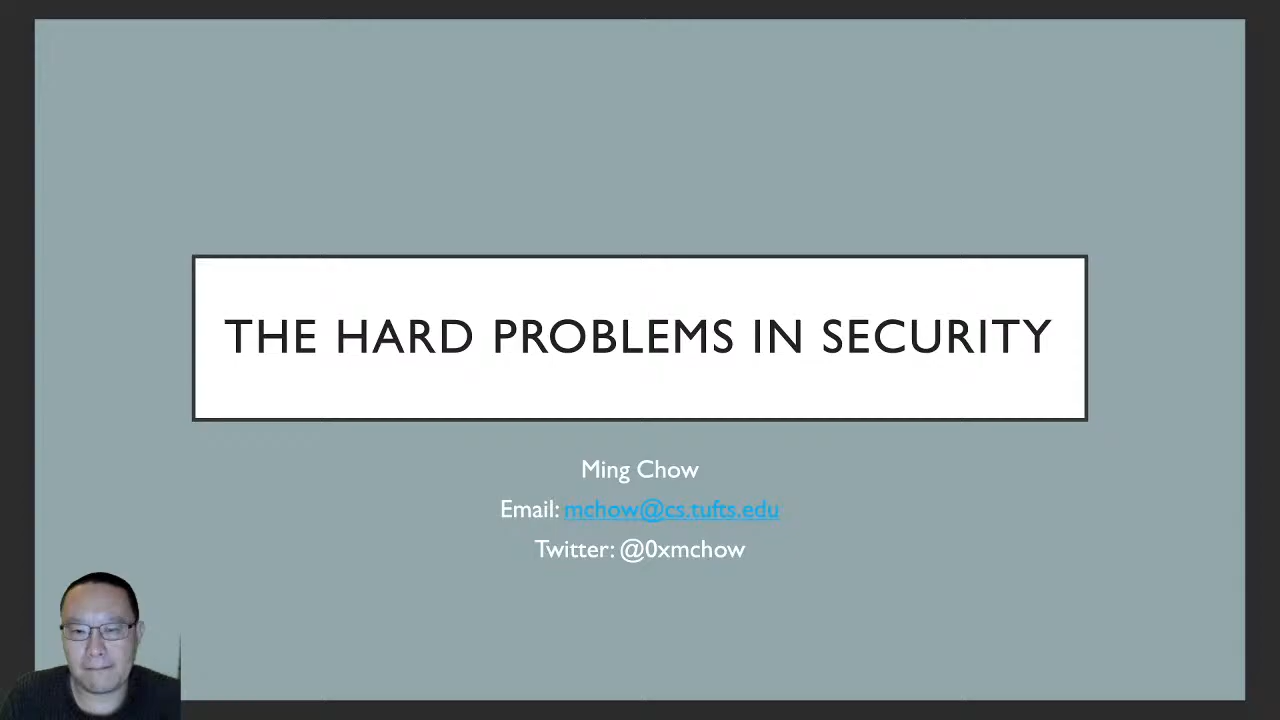 THE HARD PROBLEMS IN SECURITY
Ming Chow
Email: mchow@cs.tufts.edu
Twitter: @0xmchow